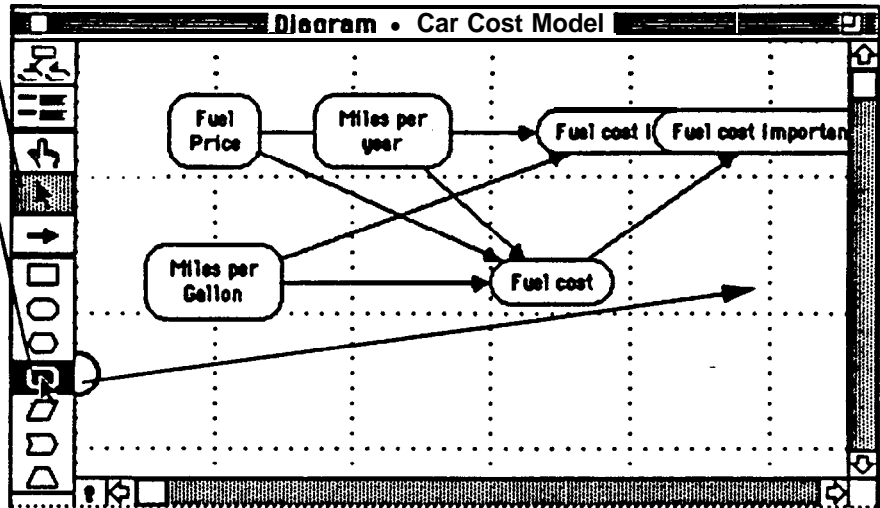 Diagram • Car Cost Model
Fuel
Price
Miles per
year
Fuel cost i
Fuel cost importan
Miles per
Gallon
Fuel cost